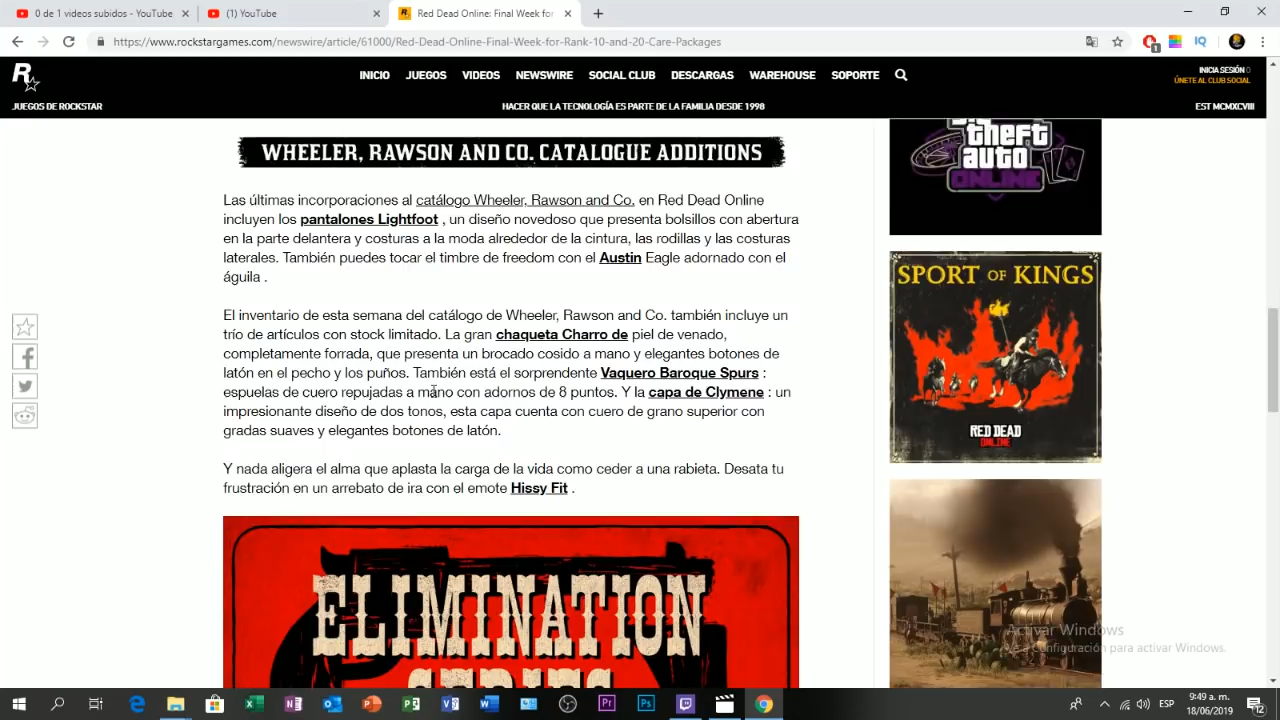 0 de 1 videos subidos - YouTube
(1) YouTube
Red Dead Online: Final Week for
https://www.rockstargames.com/newswire/article/61000/Red-Dead-Online-Final-Week-for-Rank-10-and-20-Care-Packages
INICIO JUEGOS VIDEOS NEWSWIRE SOCIAL CLUB DESCARGAS WAREHOUSE SOPORTE
INICIA SESIÓN
ÚNETE AL CLUB SOCIAL
JUEGOS DE ROCKSTAR
HACER QUE LA TECNOLOGÍA ES PARTE DE LA FAMILIA DESDE 1998
EST MCMXCVIII
WHEELER, RAWSON AND CO. CATALOGUE ADDITIONS
Las últimas incorporaciones al catálogo Wheeler, Rawson and Co. en Red Dead Online
incluyen los pantalones Lightfoot , un diseño novedoso que presenta bolsillos con abertura
en la parte delantera y costuras a la moda alrededor de la cintura, las rodillas y las costuras
laterales. También puedes tocar el timbre de freedom con el Austin Eagle adornado con el
águila .
El inventario de esta semana del catálogo de Wheeler, Rawson and Co. también incluye un
trío de artículos con stock limitado. La gran chaqueta Charro de piel de venado,
completamente forrada, que presenta un brocado cosido a mano y elegantes botones de
latón en el pecho y los puños. También está el sorprendente Vaquero Baroque Spurs :
espuelas de cuero repujadas a mano con adornos de 8 puntos. Y la capa de Clymene : un
impresionante diseño de dos tonos, esta capa cuenta con cuero de grano superior con
gradas suaves y elegantes botones de latón.
Y nada aligera el alma que aplasta la carga de la vida como ceder a una rabieta. Desata tu
frustración en un arrebato de ira con el emote Hissy Fit .
ELIMINATION
SERIES
theft
auto
ONLINE
SPORT OF KINGS
RED DEAD
ONLINE
Activar Windows
Ve a Configuración para activar Windows.
ESP
9:49 a. m.
18/06/2019